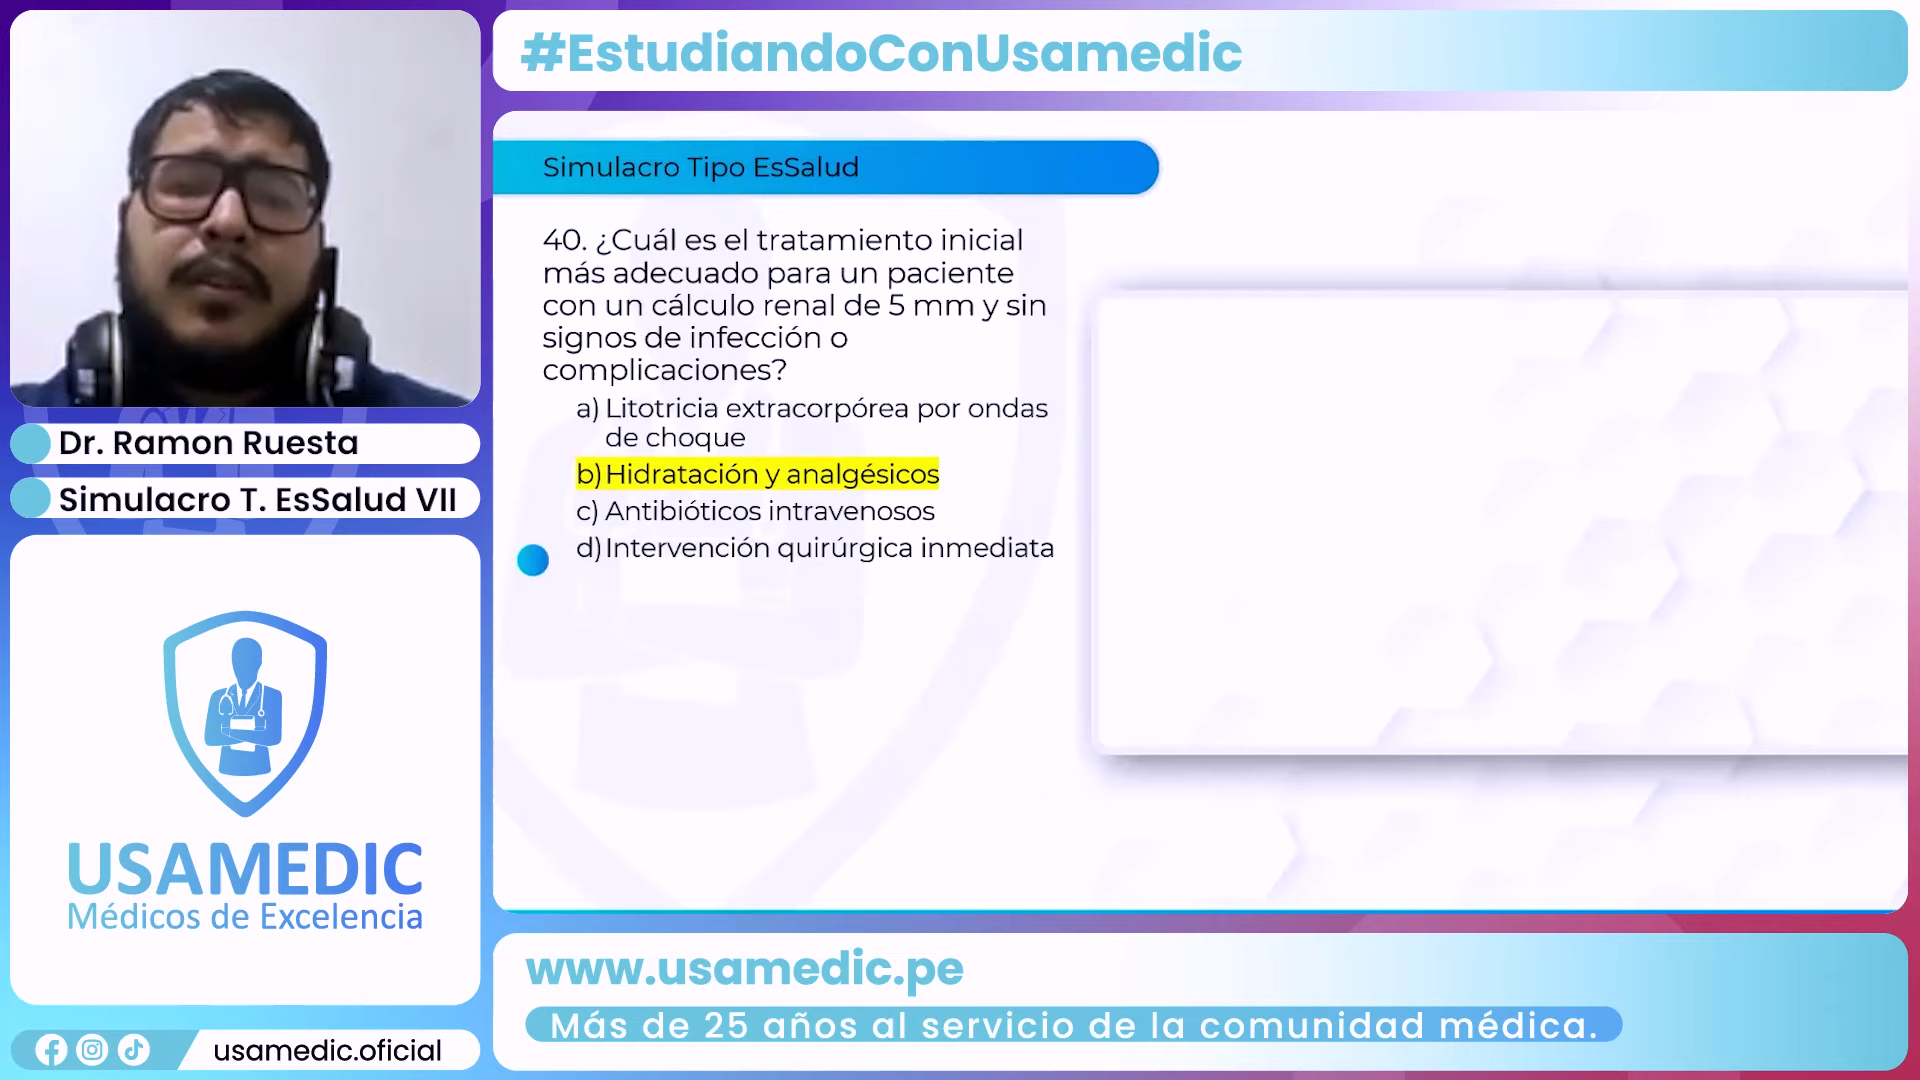 #EstudiandoConUsamedic
Simulacro Tipo EsSalud
40. ¿Cuál es el tratamiento inicial
más adecuado para un paciente
con un cálculo renal de 5 mm y sin
signos de infección o
complicaciones?
a) Litotricia extracorpórea por ondas
de choque
b) Hidratación y analgésicos
c) Antibióticos intravenosos
d) Intervención quirúrgica inmediata
Dr. Ramon Ruesta
Simulacro T. EsSalud VII
USAMEDIC
Médicos de Excelencia
usamedic.oficial
www.usamedic.pe
Más de 25 años al servicio de la comunidad médica.